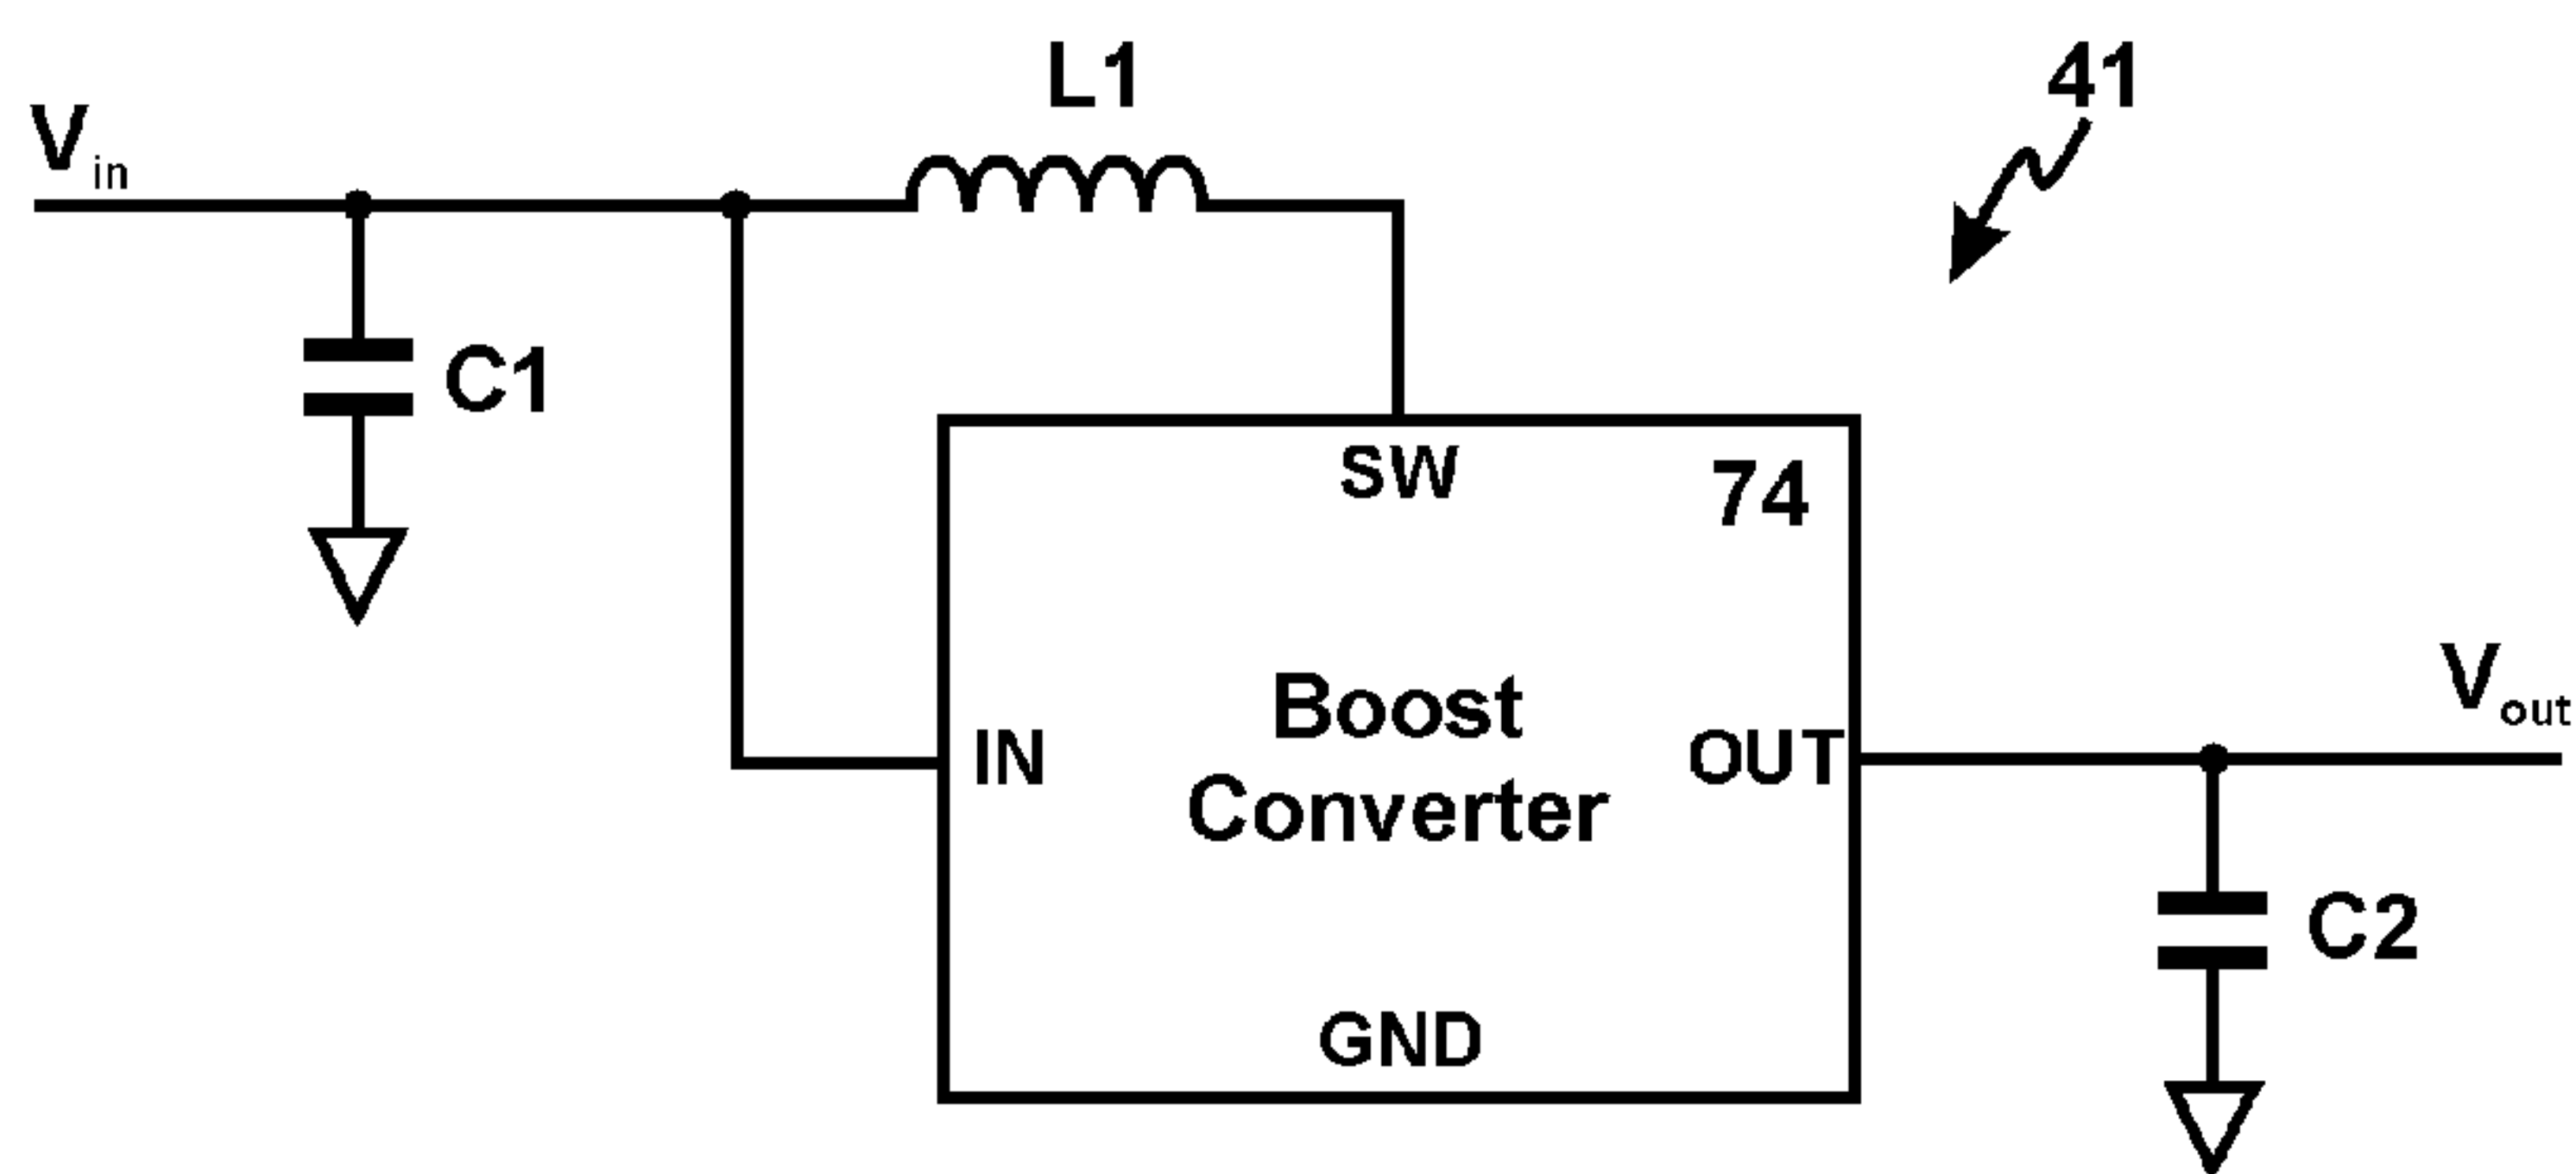 L1
41
Vin
C1
SW
74
Boost
Converter
IN
OUT
Vout
C2
GND